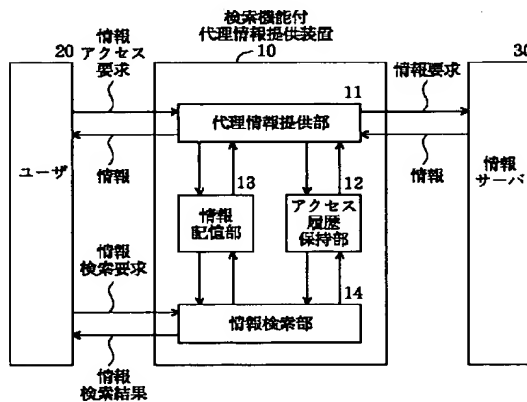 検索機能付
代理情報提供装置
20
情報
アクセス
要求
10
情報要求
30
11
代理情報提供部
情報
情報
ユーザ
13
12
情報
記憶部
アクセス
履歴
保持部
情報
サーバ
情報
検索要求
14
情報検索部
情報
検索結果